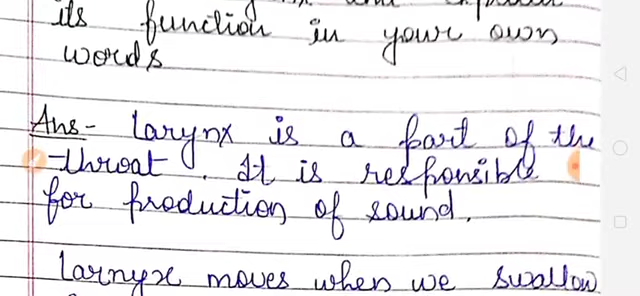 its function in your own
words
Ans- Larynx is a part of the
throat. It is responsible
for production of sound.
Larnyx moves when we swallow